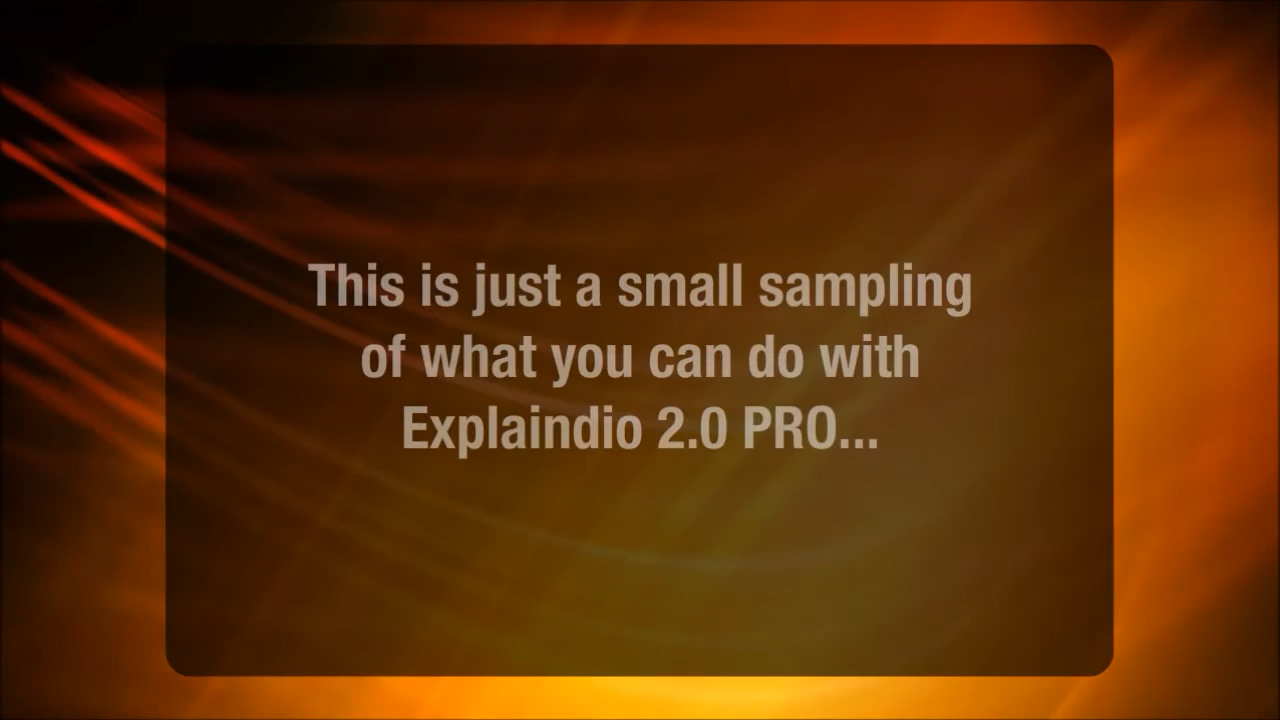 This is just a small sampling
of what you can do with
Explaindio 2.0 PRO...